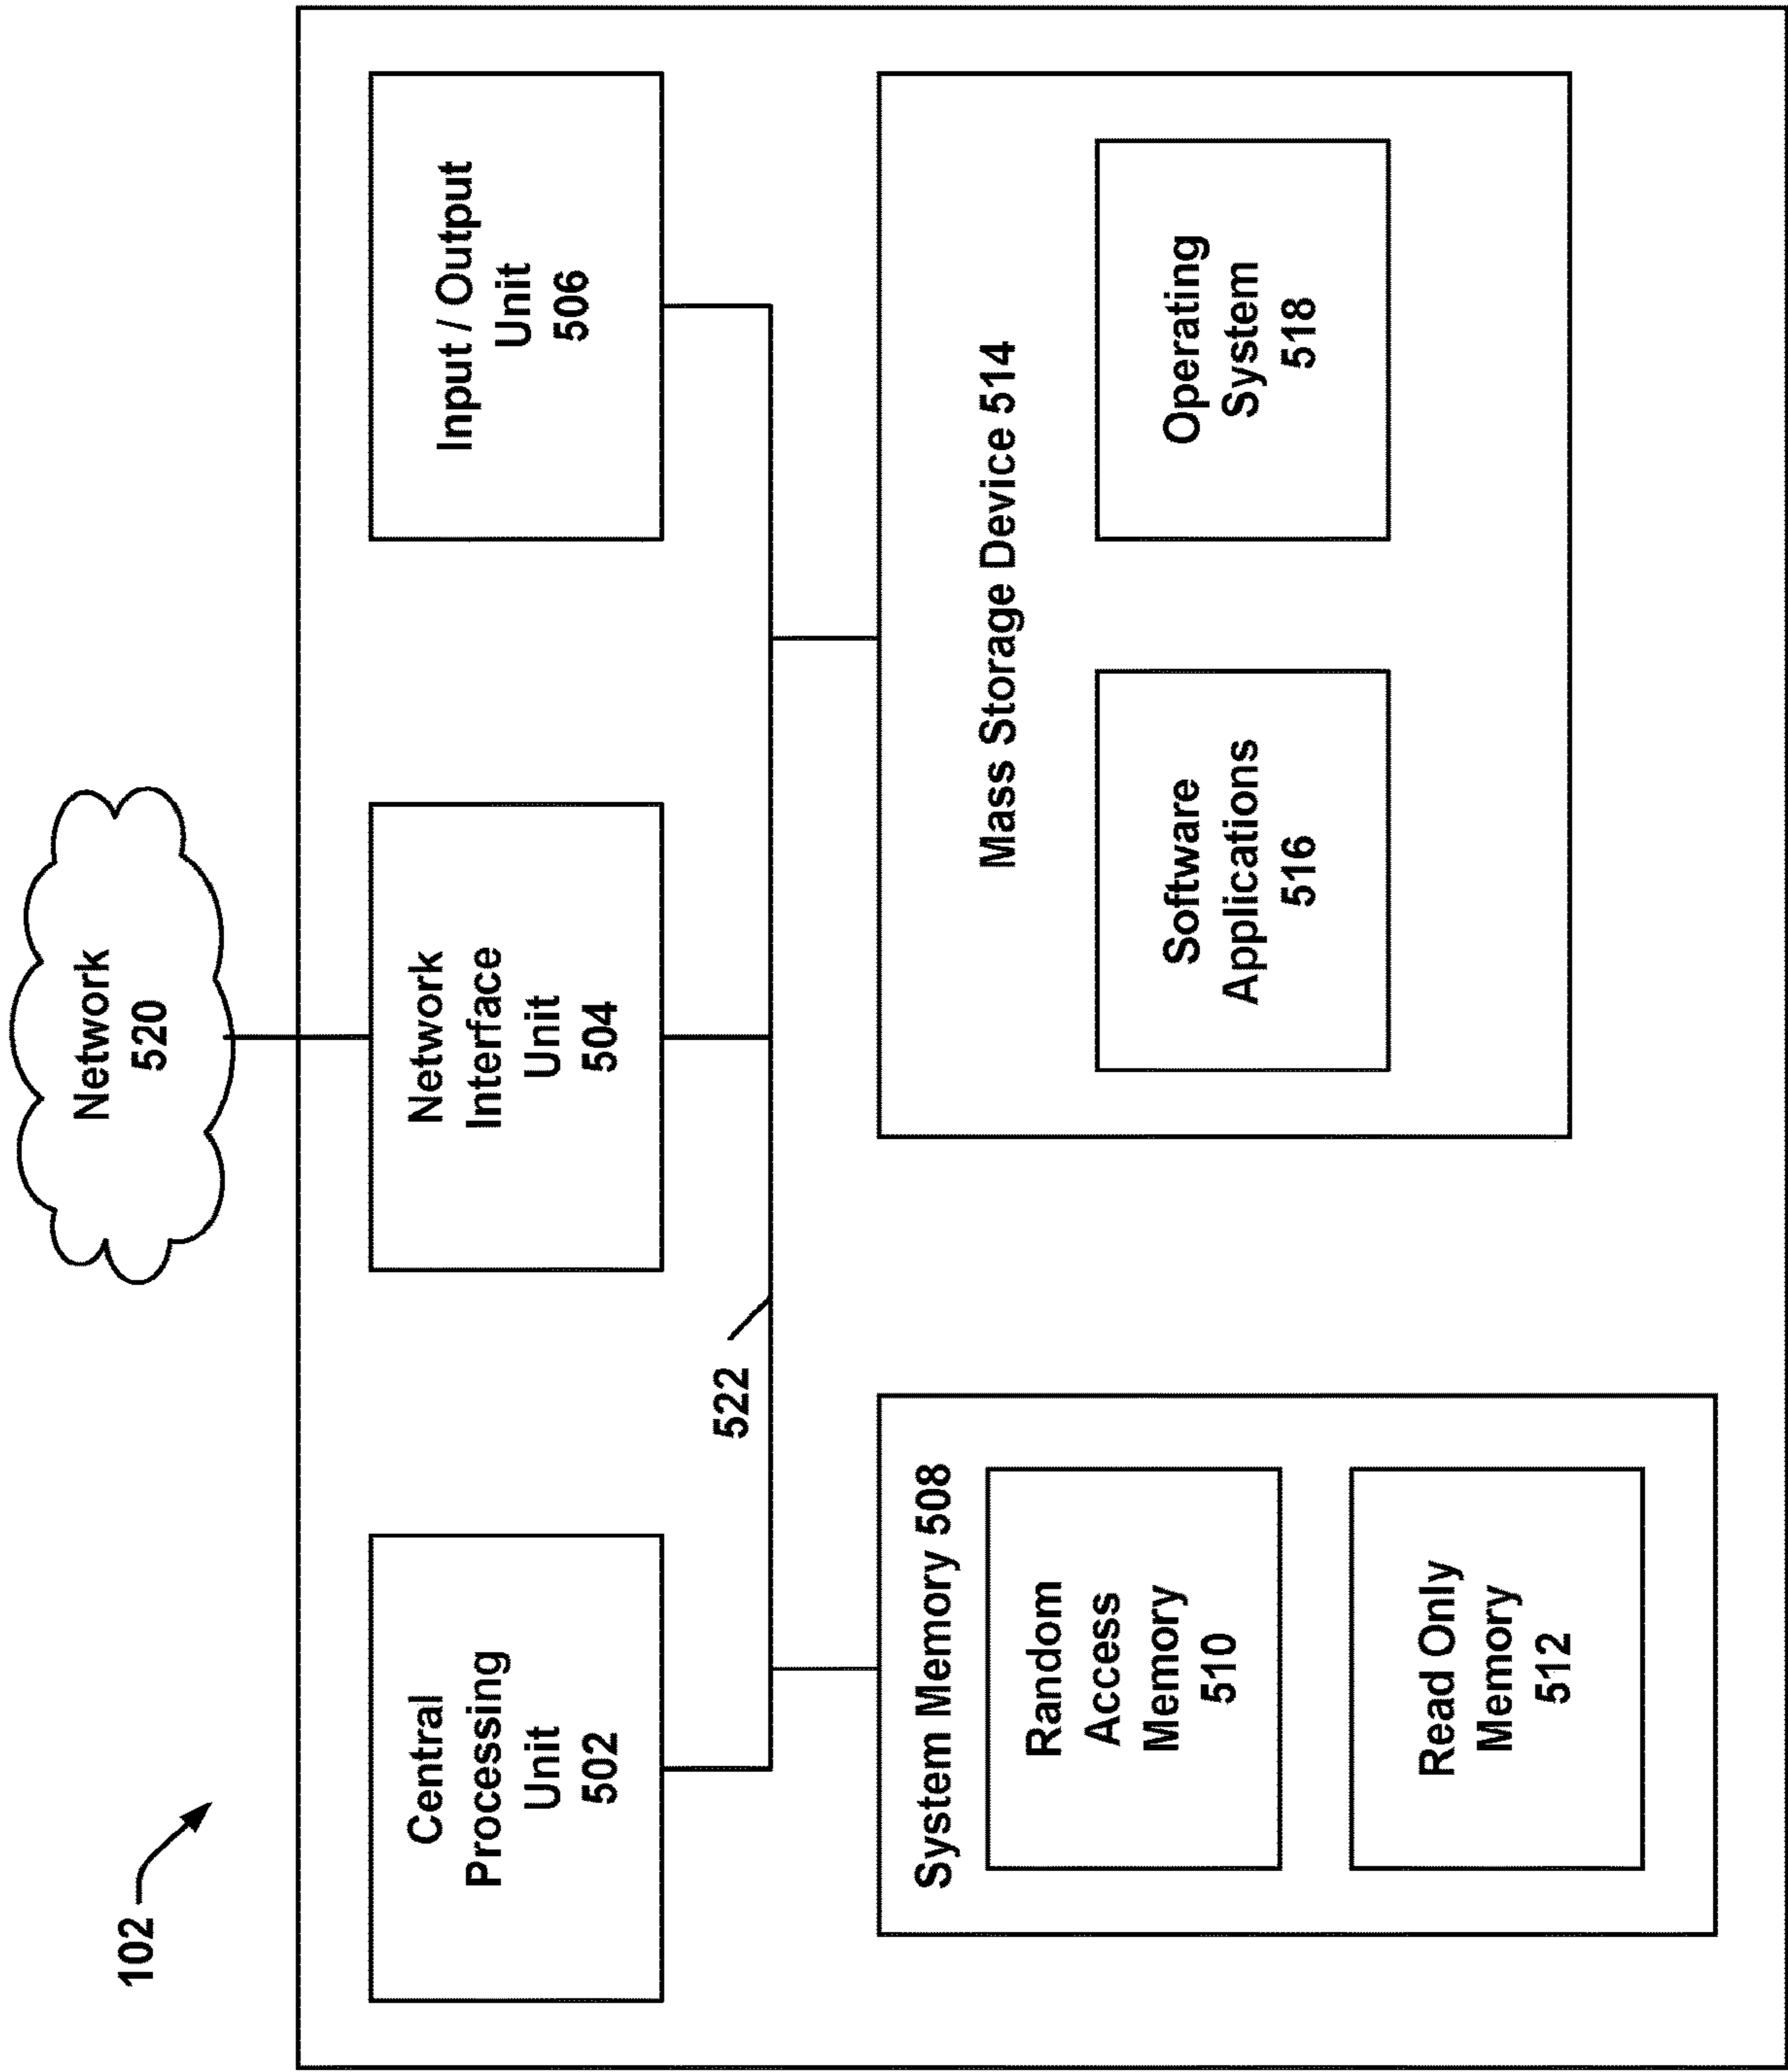 102
Network
520
Central
Processing
Unit
502
Network
Interface
Unit
504
Input / Output
Unit
506
522
System Memory 508
Random
Access
Memory
510
Read Only
Memory
512
Mass Storage Device 514
Software
Applications
516
Operating
System
518